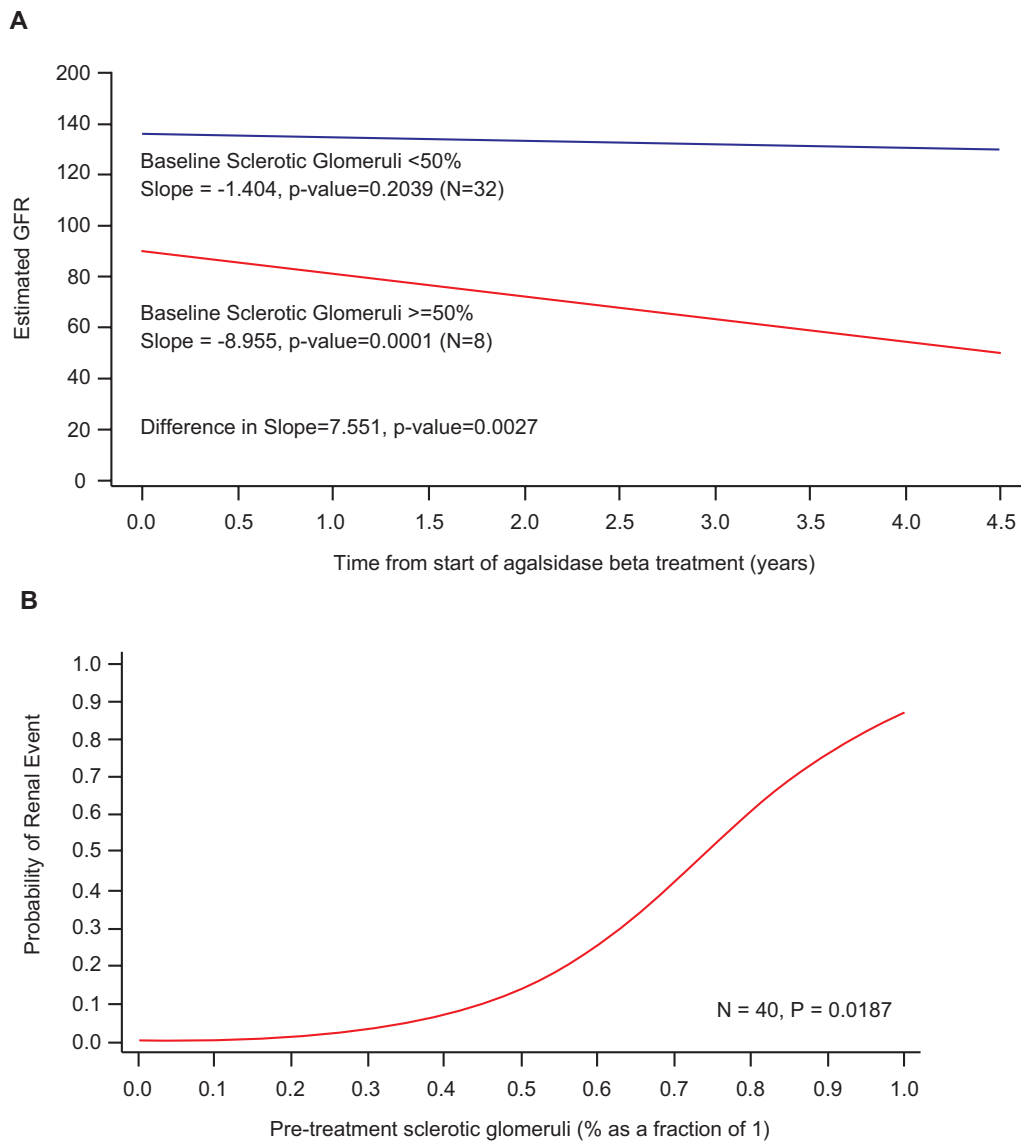 A
200
140
120
100
80
60
40
20
0
Estimated GFR
Baseline Sclerotic Glomeruli <50%
Slope = -1.404, p-value=0.2039 (N=32)
Baseline Sclerotic Glomeruli >=50%
Slope = -8.955, p-value=0.0001 (N=8)
Difference in Slope=7.551, p-value=0.0027
0.0 0.5 1.0 1.5 2.0 2.5 3.0 3.5 4.0 4.5
Time from start of agalsidase beta treatment (years)
B
1.0
0.9
0.8
0.7
0.6
0.5
0.4
0.3
0.2
0.1
0.0
Probability of Renal Event
N = 40, P = 0.0187
0.0 0.1 0.2 0.3 0.4 0.5 0.6 0.7 0.8 0.9 1.0
Pre-treatment sclerotic glomeruli (% as a fraction of 1)